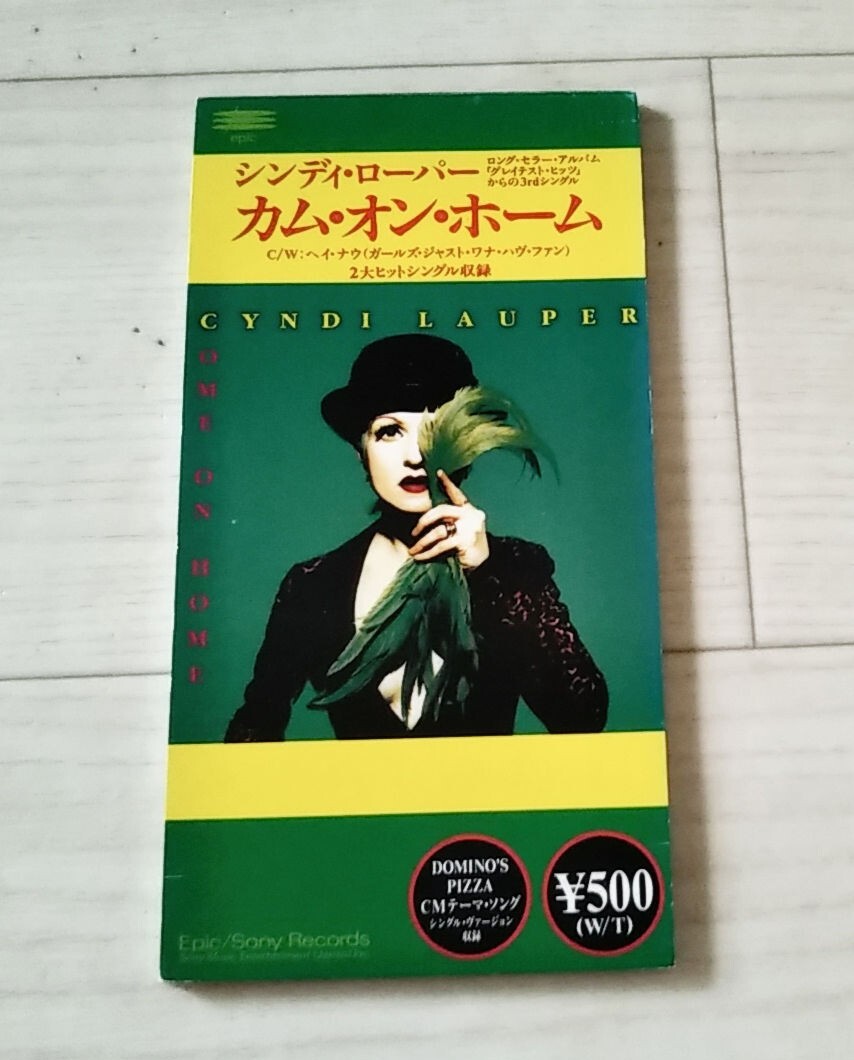 epic
シンディ・ローパー
ロング・セラー・アルバム
「グレイテスト・ヒッツ」
からの3rdシングル
カム・オン・ホーム
C/W:ヘイ・ナウ(ガールズ・ジャスト・ワナ・ハヴ・ファン)
2大ヒットシングル収録
CYNDI LAUPER
OME ON HOME
DOMINO'S
PIZZA
CMテーマ・ソング
シングル・ヴァージョン
収録
¥500
(W/T)
Epic/Sony Records